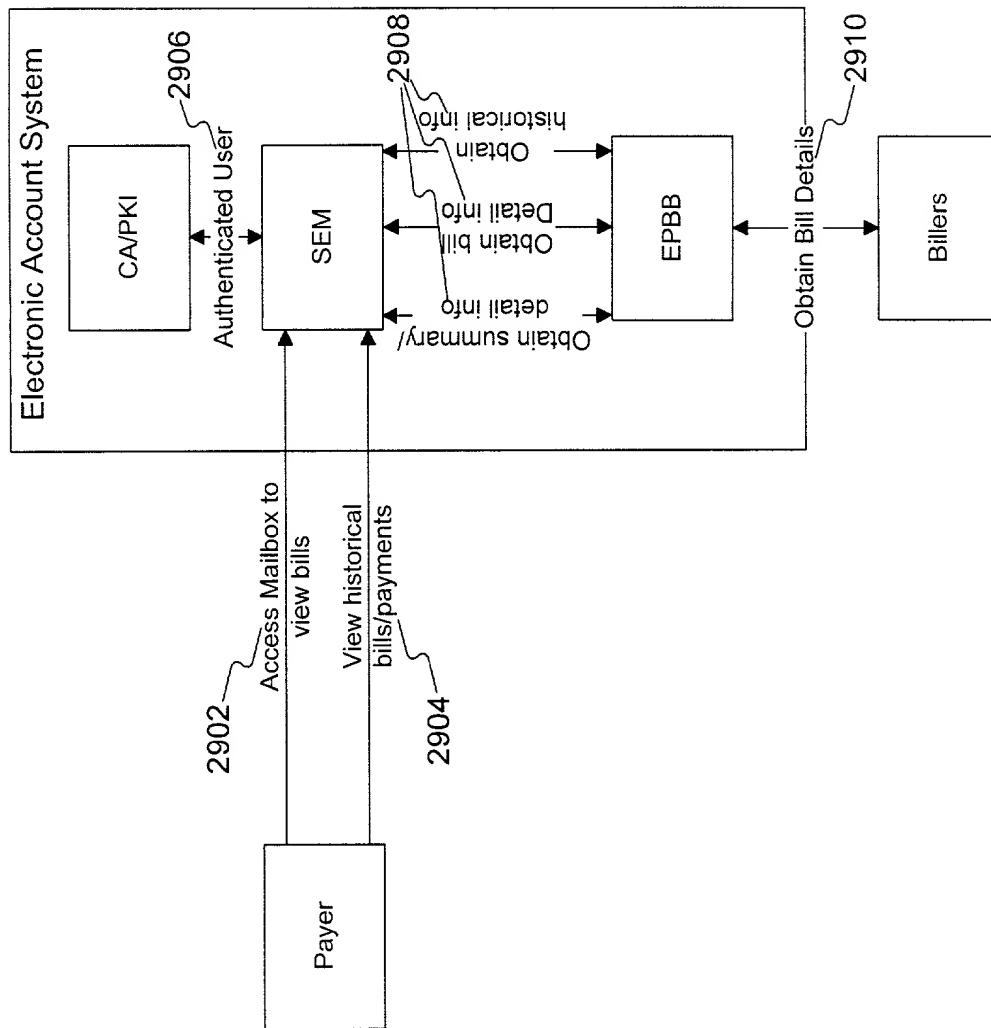 Electronic Account System
CA/PKI
2906
Authenticated User
SEM
2908
Obtain summary/
detail info
Obtain bill
Detail info
Obtain
historical info
EPBB
2910
Obtain Bill Details
Billers
2902
Access Mailbox to
view bills
View historical
bills/payments
2904
Payer